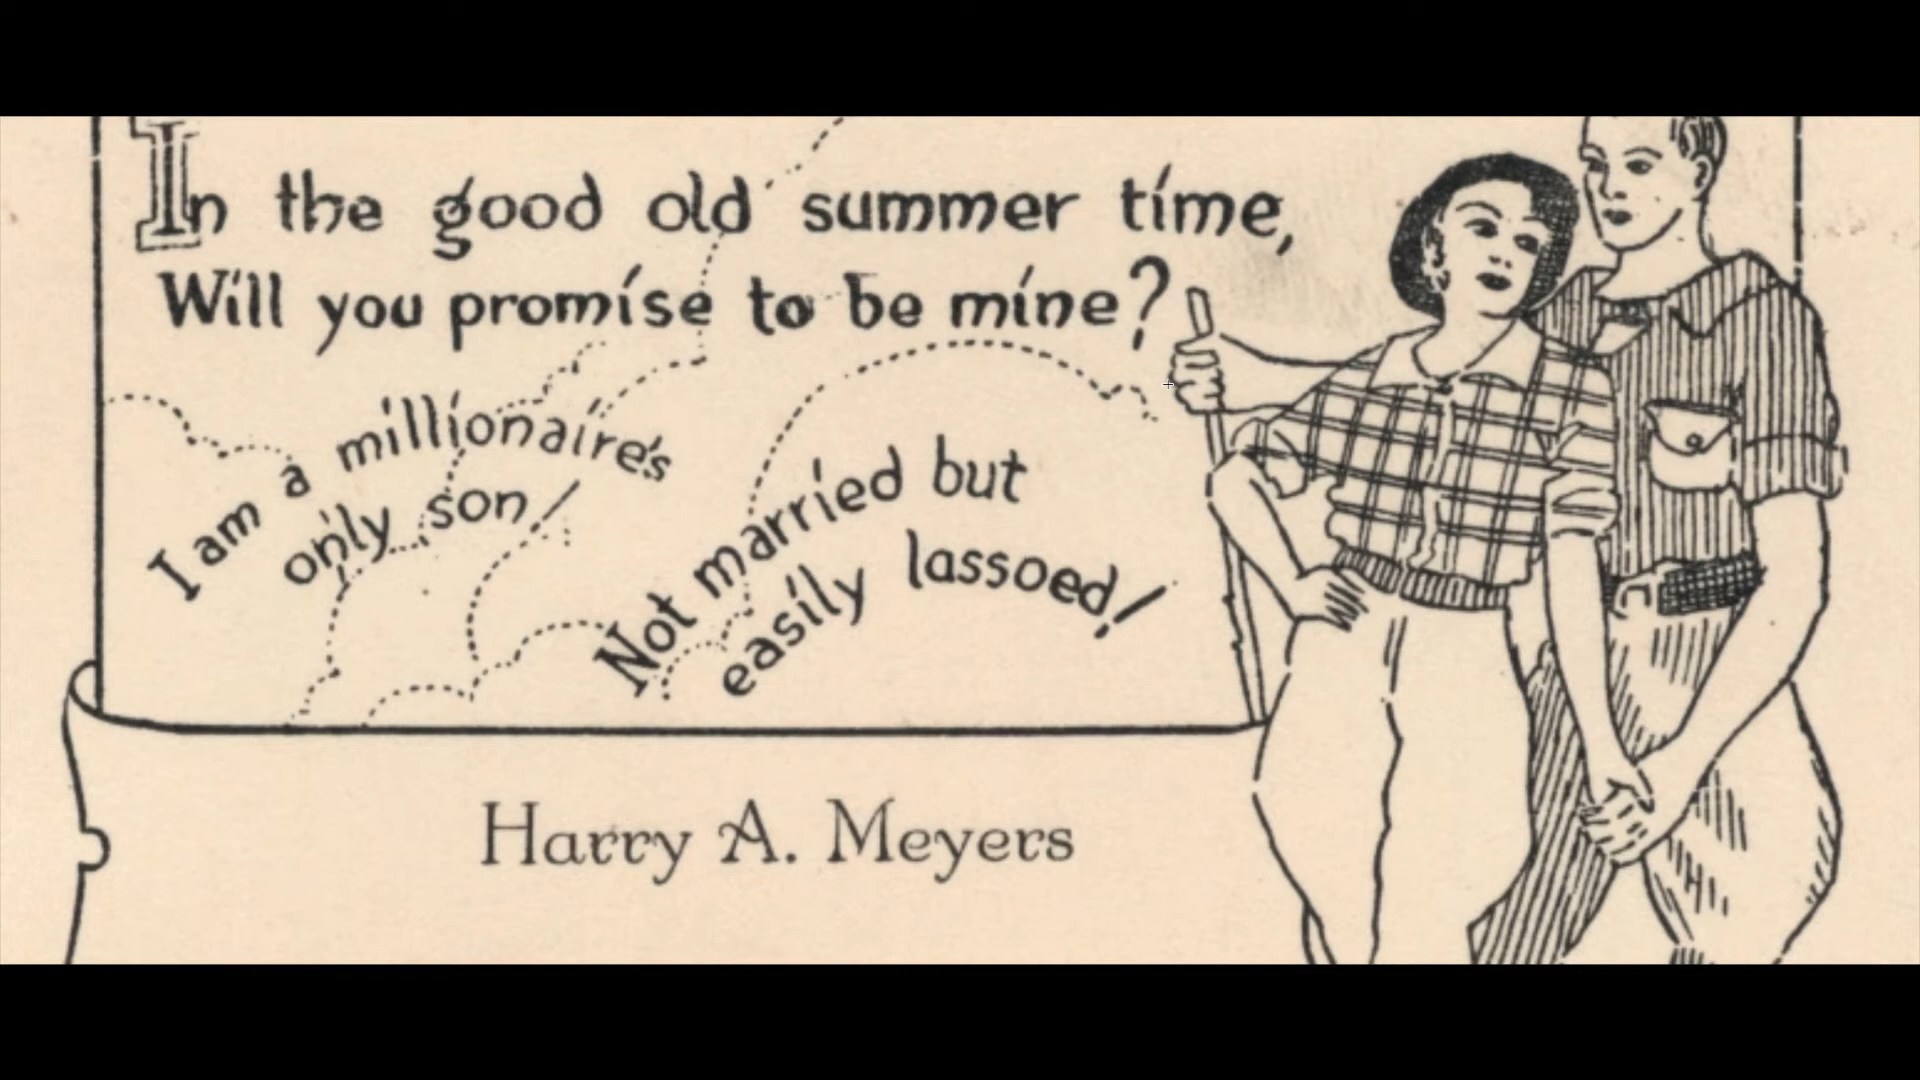 In the good old summer time,
Will you promise to be mine?
I am a millionaire's
only son!
Not married but
easily lassoed!
Harry A. Meyers